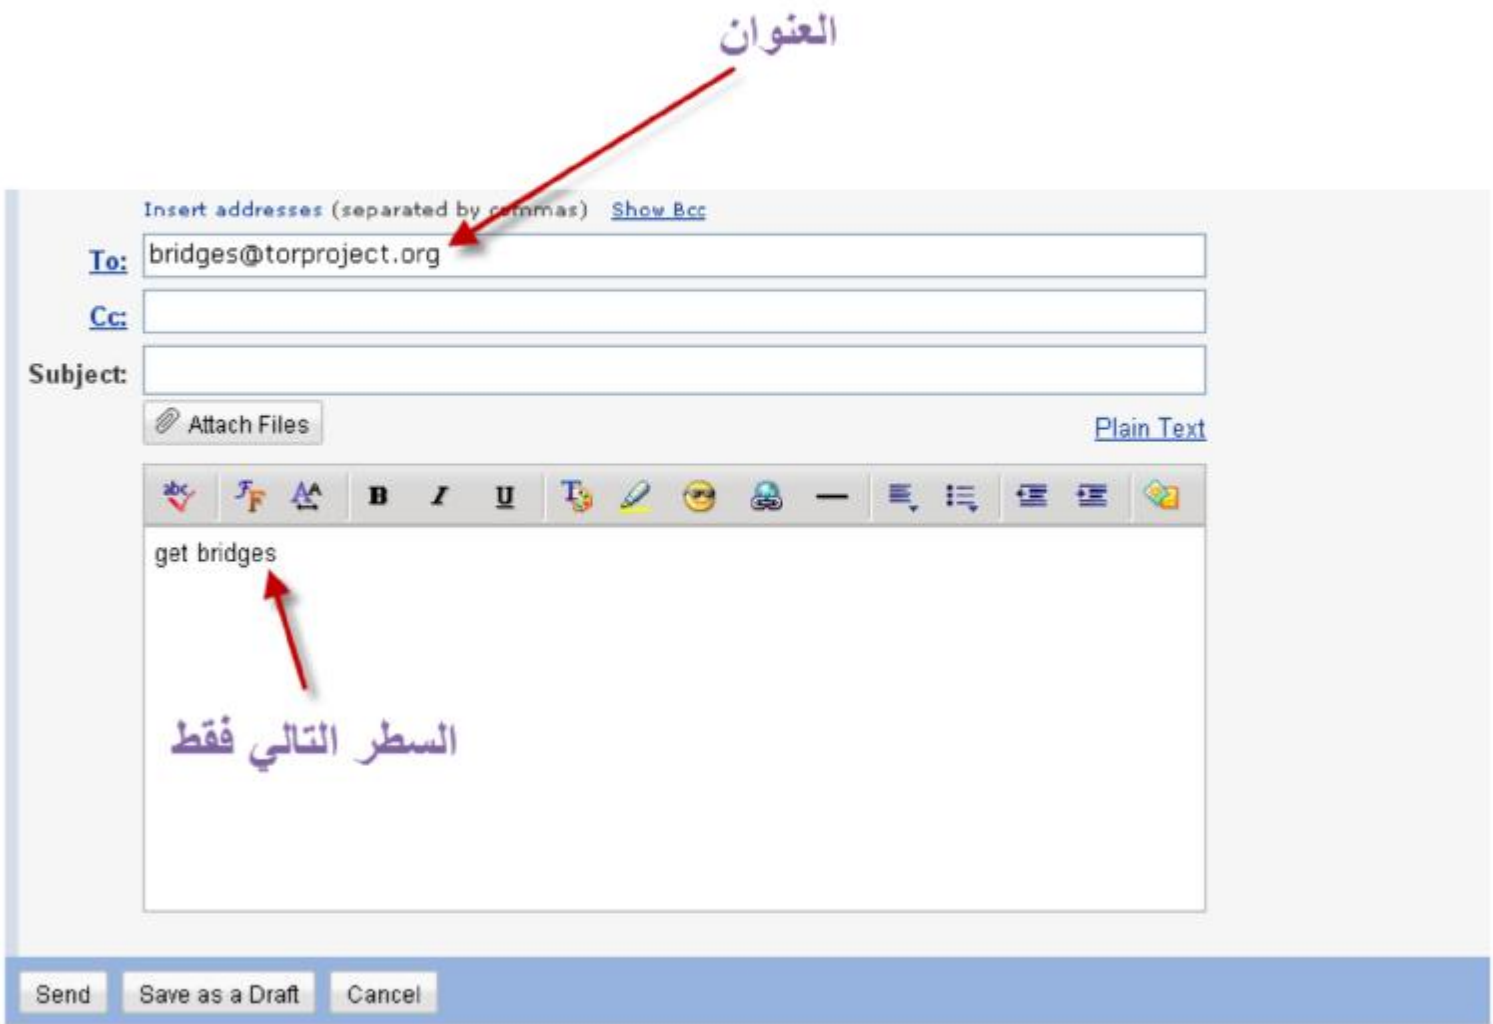 العنوان
Insert addresses (separated by commas) Show Bcc
To: bridges@torproject.org
Cc:
Subject:
Attach Files Plain Text
abc F F A A B I U T
get bridges
السطر التالي فقط
Send Save as a Draft Cancel